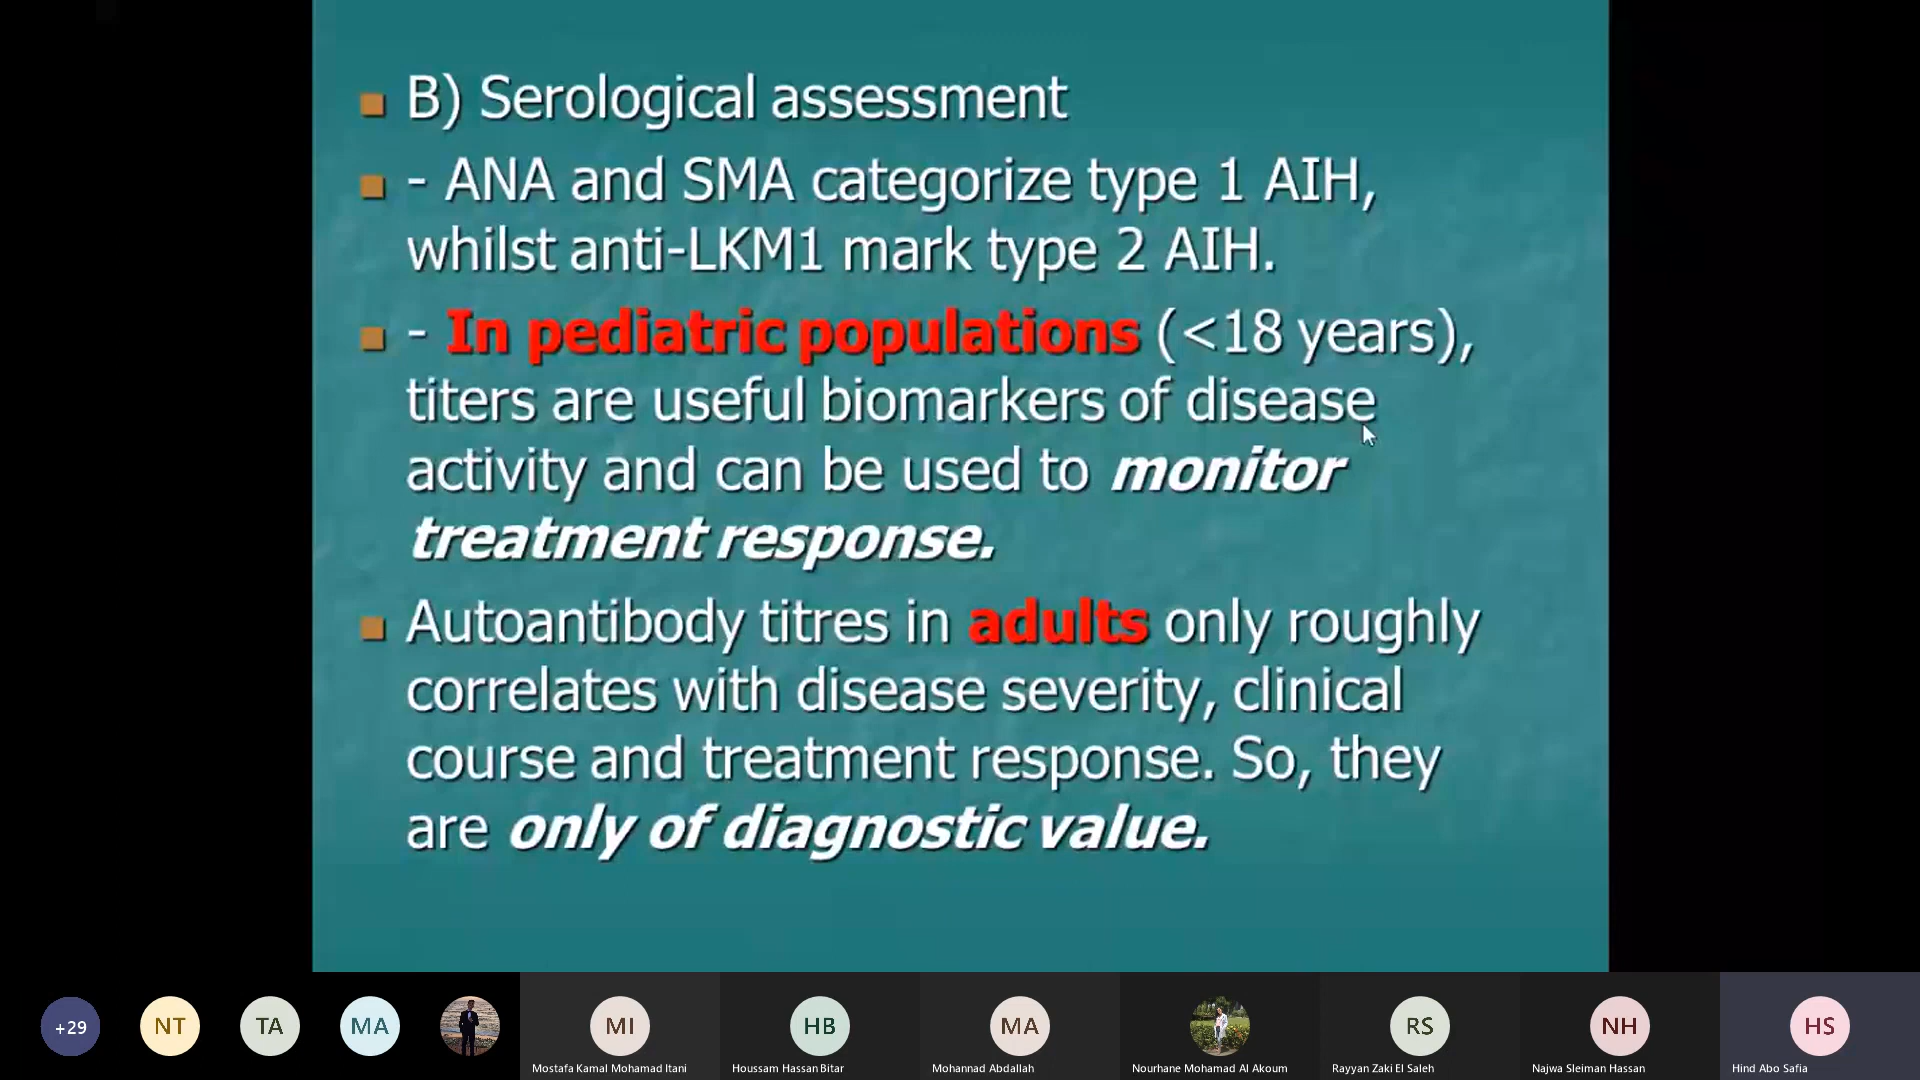 B) Serological assessment
- ANA and SMA categorize type 1 AIH,
whilst anti-LKM1 mark type 2 AIH.
- In pediatric populations (<18 years),
titers are useful biomarkers of disease
activity and can be used to monitor
treatment response.
Autoantibody titres in adults only roughly
correlates with disease severity, clinical
course and treatment response. So, they
are only of diagnostic value.
+29
NT
TA
MA
MI
HB
MA
RS
NH
HS
Mostafa Kamal Mohamad Itani
Houssam Hassan Bitar
Mohannad Abdallah
Nourhane Mohamad Al Akoum
Rayyan Zaki El Saleh
Najwa Sleiman Hassan
Hind Abo Safia